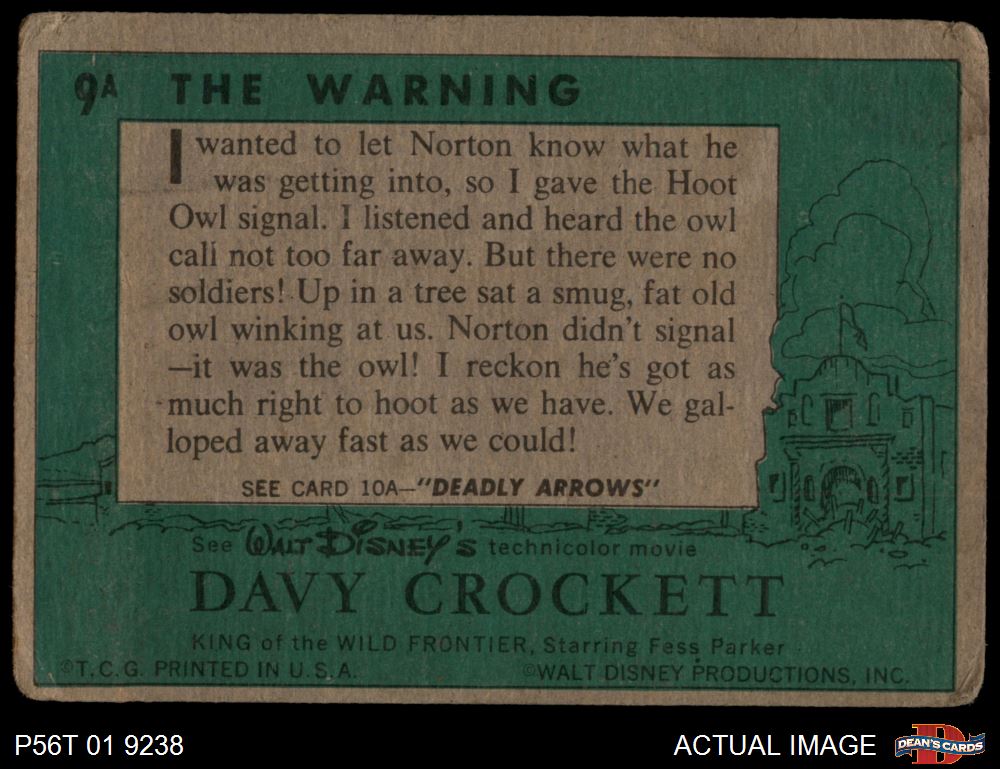 9A THE WARNING
I wanted to let Norton know what he
was getting into, so I gave the Hoot
Owl signal. I listened and heard the owl
call not too far away. But there were no
soldiers! Up in a tree sat a smug, fat old
owl winking at us. Norton didn't signal
—it was the owl! I reckon he's got as
much right to hoot as we have. We gal-
loped away fast as we could!
SEE CARD 10A—"DEADLY ARROWS"
See WALT DISNEY'S technicolor movie
DAVY CROCKETT
KING of the WILD FRONTIER, Starring Fess Parker
©T.C.G. PRINTED IN U.S.A. ©WALT DISNEY PRODUCTIONS, INC.
P56T 01 9238 ACTUAL IMAGE D DEAN'S CARDS